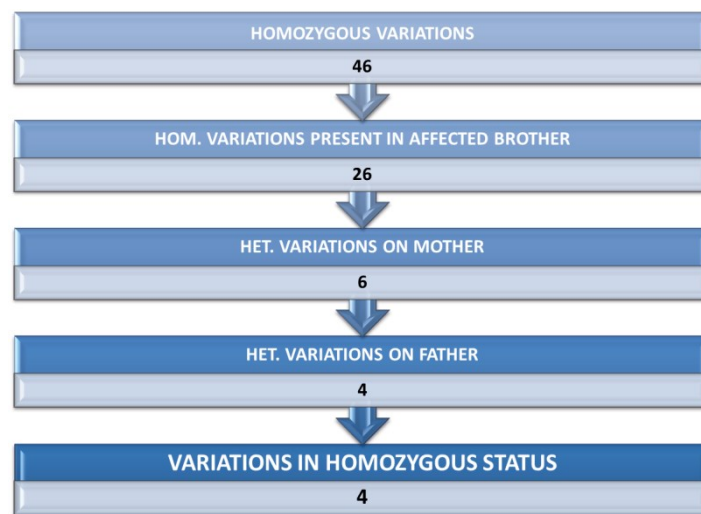 HOMOZYGOUS VARIATIONS
46
HOM. VARIATIONS PRESENT IN AFFECTED BROTHER
26
HET. VARIATIONS ON MOTHER
6
HET. VARIATIONS ON FATHER
4
VARIATIONS IN HOMOZYGOUS STATUS
4